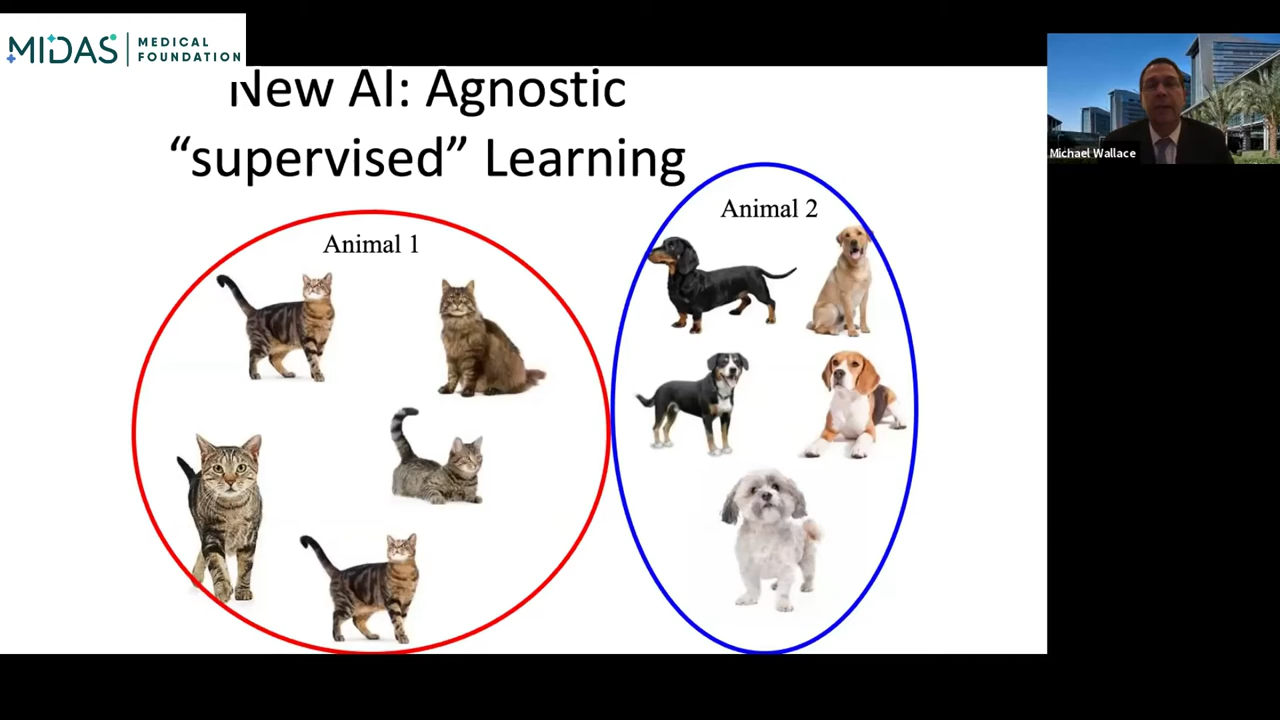 MIDAS
MEDICAL
FOUNDATION
New AI: Agnostic
“supervised” Learning
Michael Wallace
Animal 2
Animal 1